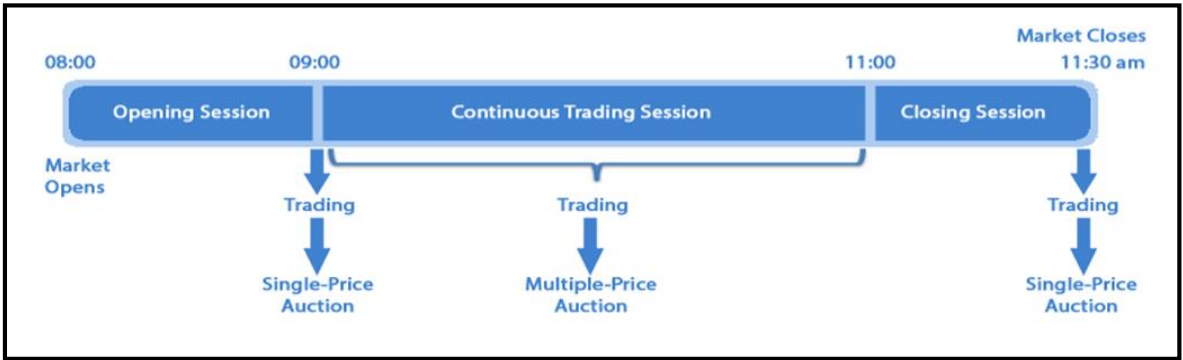 Market Closes
08:00
09:00
11:00
11:30 am
Opening Session
Continuous Trading Session
Closing Session
Market
Opens
Trading
Trading
Trading
Single-Price
Auction
Multiple-Price
Auction
Single-Price
Auction